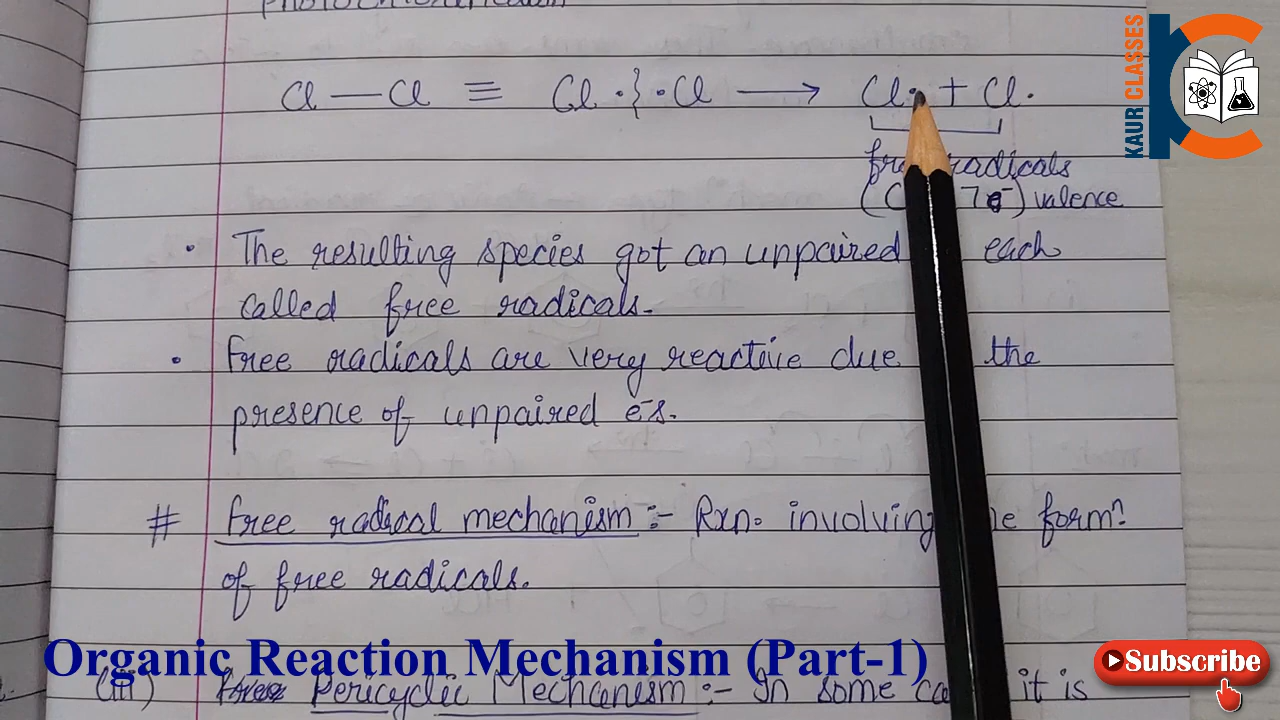 Cl — Cl ≡ Cl · } · Cl ⟶ Cl· + Cl·
radicals
7e⁻) valence
• The resulting species got an unpaired each
called free radicals.
• Free radicals are very reactive due the
presence of unpaired e⁻s.
# Free radical mechanism :- Rxn. involving form?
of free radicals.
Organic Reaction Mechanism (Part-1)
(iii) Pericyclic Mechanism :- In some it is
KAUR CLASSES
Subscribe